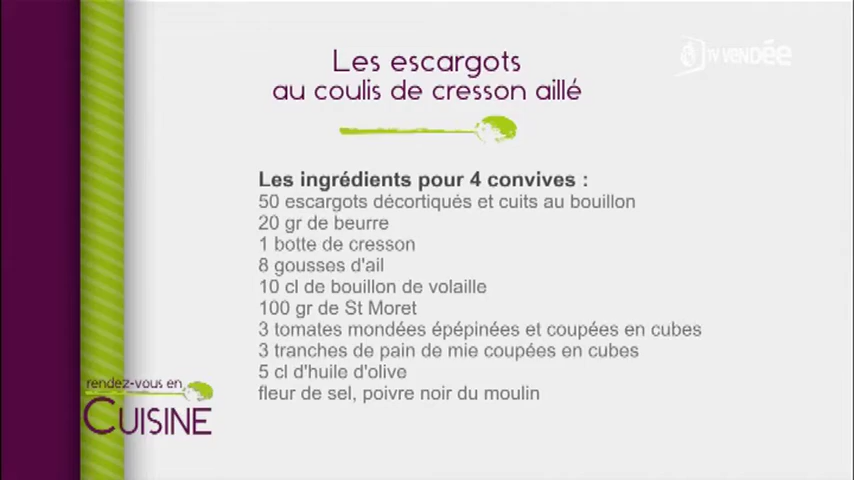 Les escargots
au coulis de cresson aillé
TV VENDÉE
Les ingrédients pour 4 convives :
50 escargots décortiqués et cuits au bouillon
20 gr de beurre
1 botte de cresson
8 gousses d'ail
10 cl de bouillon de volaille
100 gr de St Moret
3 tomates mondées épépinées et coupées en cubes
3 tranches de pain de mie coupées en cubes
5 cl d'huile d'olive
fleur de sel, poivre noir du moulin
rendez-vous en
CUISINE